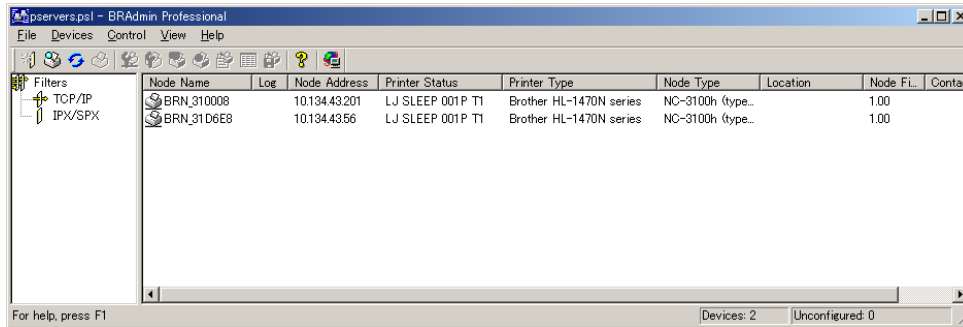 pservers.psl - BRAdmin Professional
File Devices Control View Help
Filters
TCP/IP
IPX/SPX
Node Name Log Node Address Printer Status Printer Type Node Type Location Node Fi... Conta
BRN_310008 10.134.43.201 LJ SLEEP 001P T1 Brother HL-1470N series NC-3100h (type... 1.00
BRN_31D6E8 10.134.43.56 LJ SLEEP 001P T1 Brother HL-1470N series NC-3100h (type... 1.00
For help, press F1 Devices: 2 Unconfigured: 0